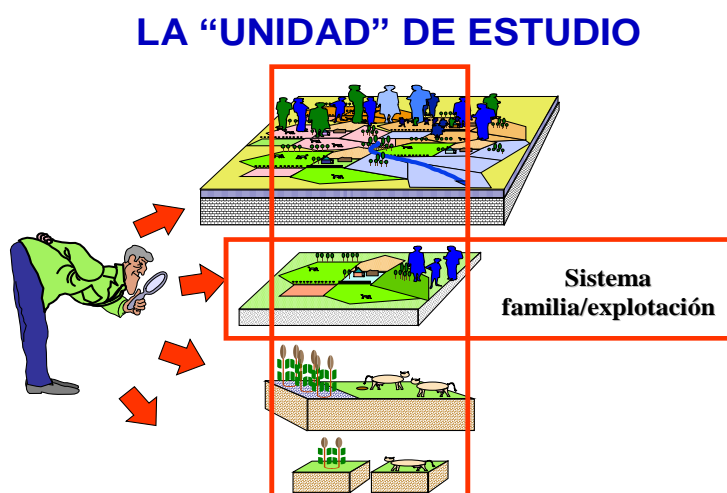 LA “UNIDAD” DE ESTUDIO
Sistema
familia/explotación